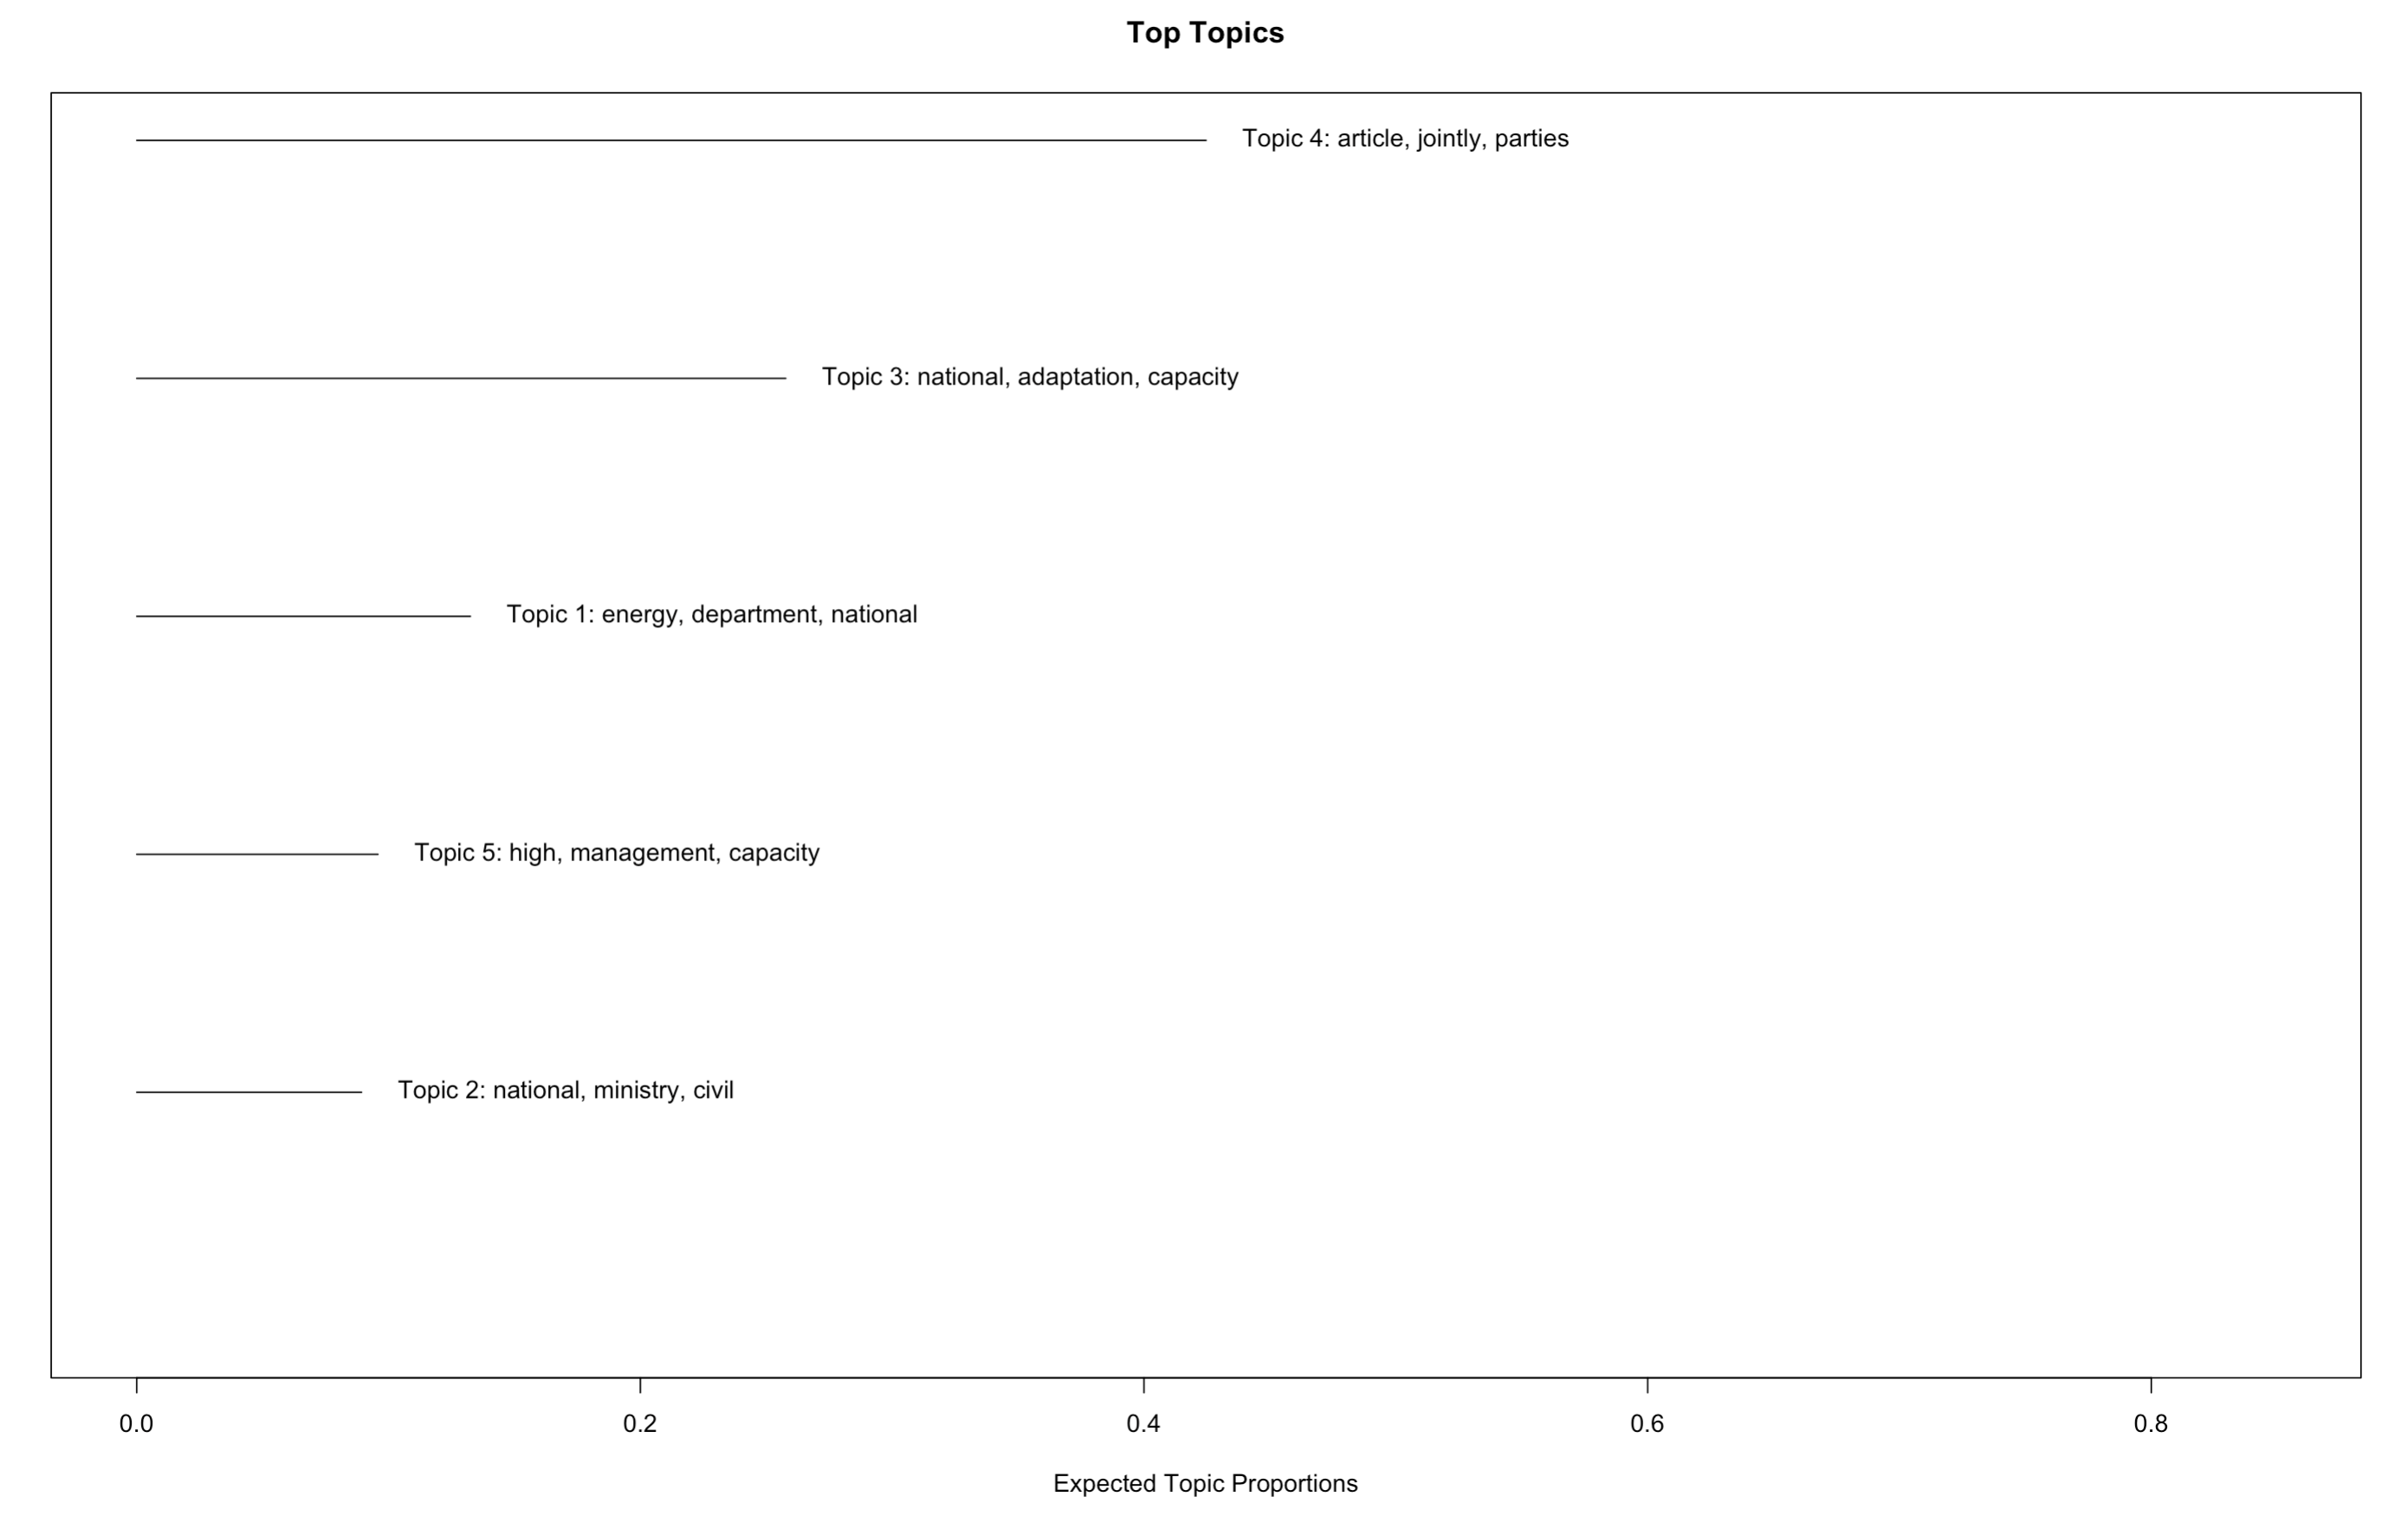 Top Topics
Topic 4: article, jointly, parties
Topic 3: national, adaptation, capacity
Topic 1: energy, department, national
Topic 5: high, management, capacity
Topic 2: national, ministry, civil
0.0 0.2 0.4 0.6 0.8
Expected Topic Proportions